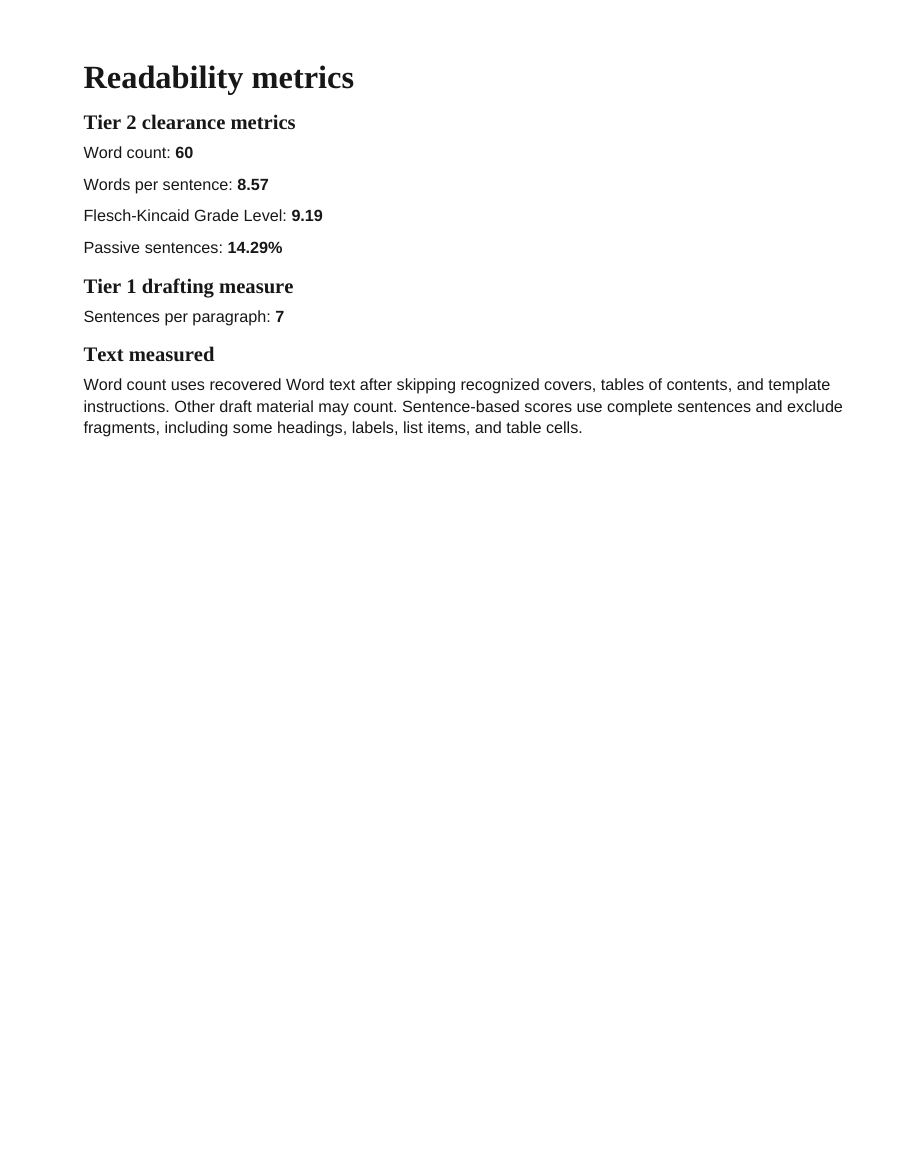 Readability metrics
Tier 2 clearance metrics
Word count: 60
Words per sentence: 8.57
Flesch-Kincaid Grade Level: 9.19
Passive sentences: 14.29%
Tier 1 drafting measure
Sentences per paragraph: 7
Text measured
Word count uses recovered Word text after skipping recognized covers, tables of contents, and template
instructions. Other draft material may count. Sentence-based scores use complete sentences and exclude
fragments, including some headings, labels, list items, and table cells.